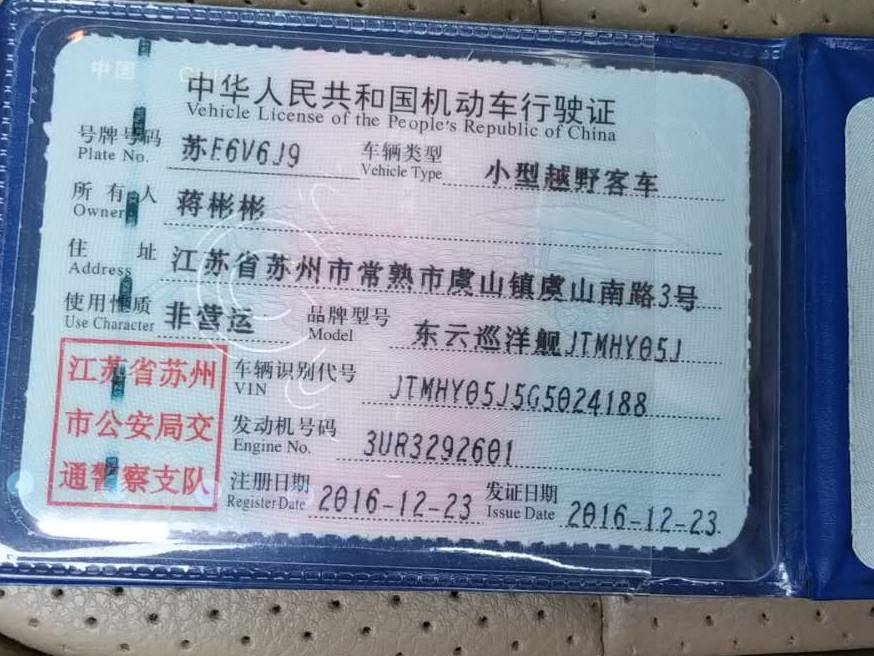 中国 CHINA
中华人民共和国机动车行驶证
Vehicle License of the People's Republic of China
号牌号码 苏E6V6J9 车辆类型 小型越野客车
Plate No. Vehicle Type
所有人 蒋彬彬
Owner
住址 江苏省苏州市常熟市虞山镇虞山南路3号
Address
使用性质 非营运 品牌型号 东云巡洋舰JTMHY05J
Use Character Model
江苏省苏州
市公安局交
通警察支队
车辆识别代号 JTMHY05J5G5024188
VIN
发动机号码 3UR3292601
Engine No.
注册日期 2016-12-23 发证日期 2016-12-23
Register Date Issue Date